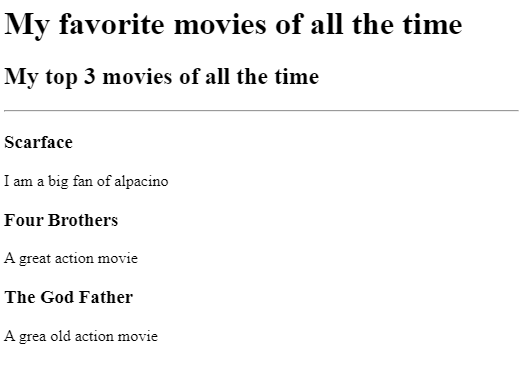 My favorite movies of all the time
My top 3 movies of all the time
Scarface
I am a big fan of alpacino
Four Brothers
A great action movie
The God Father
A grea old action movie